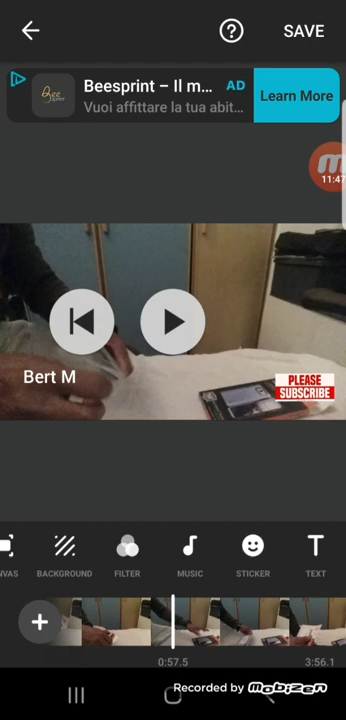 SAVE
Beesprint – Il m...
AD
Vuoi affittare la tua abit...
Learn More
Bee
11:47
Bert M
PLEASE
SUBSCRIBE
NVAS
BACKGROUND
FILTER
MUSIC
STICKER
TEXT
0:57.5
3:56.1
Recorded by mobizen